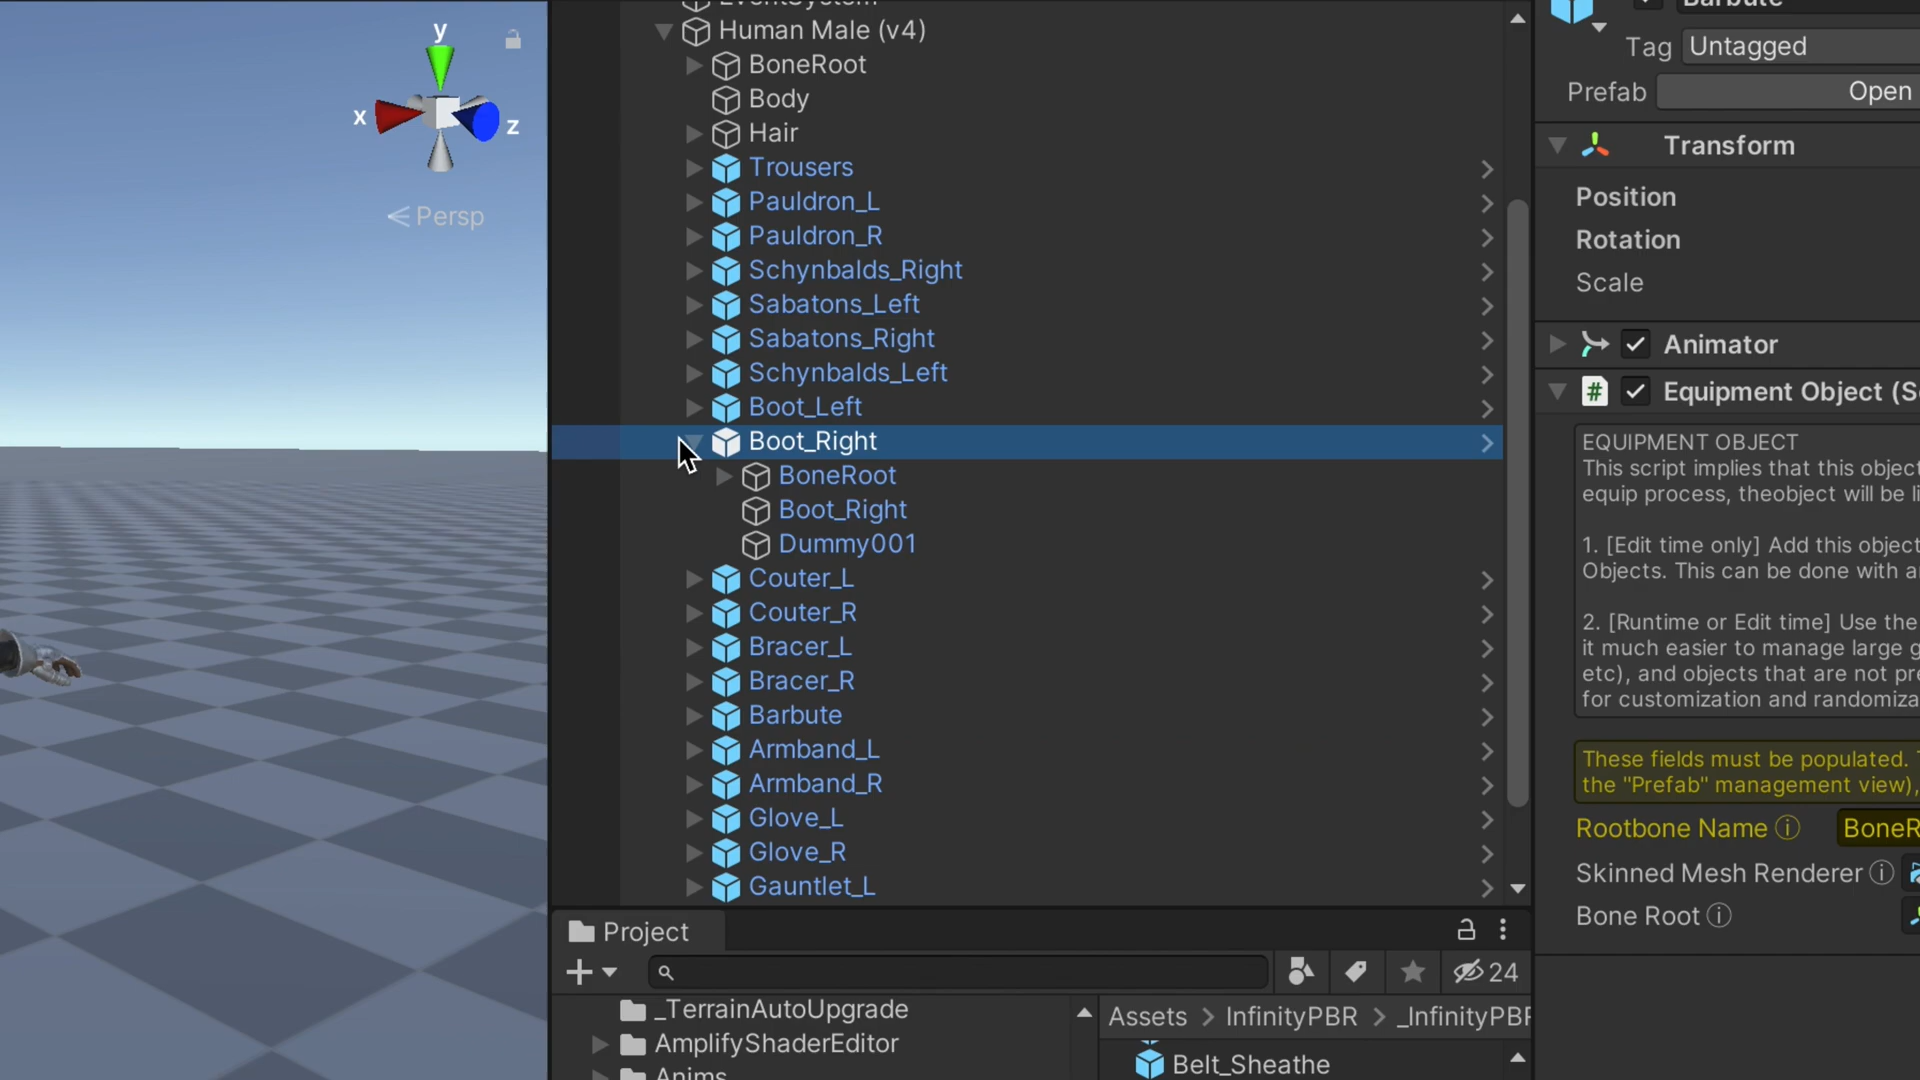 y
x
z
Persp
EventSystem
Human Male (v4)
BoneRoot
Body
Hair
Trousers
Pauldron_L
Pauldron_R
Schynbalds_Right
Sabatons_Left
Sabatons_Right
Schynbalds_Left
Boot_Left
Boot_Right
BoneRoot
Boot_Right
Dummy001
Couter_L
Couter_R
Bracer_L
Bracer_R
Barbute
Armband_L
Armband_R
Glove_L
Glove_R
Gauntlet_L
Project
24
_TerrainAutoUpgrade
AmplifyShaderEditor
Anims
Assets > InfinityPBR > _InfinityPBR
Belt_Sheathe
Barbute
Tag Untagged
Prefab Open
Transform
Position
Rotation
Scale
Animator
# Equipment Object (S
EQUIPMENT OBJECT
This script implies that this object
equip process, theobject will be li
1. [Edit time only] Add this object
Objects. This can be done with a
2. [Runtime or Edit time] Use the
it much easier to manage large g
etc), and objects that are not pre
for customization and randomiza
These fields must be populated. T
the "Prefab" management view),
Rootbone Name BoneR
Skinned Mesh Renderer
Bone Root